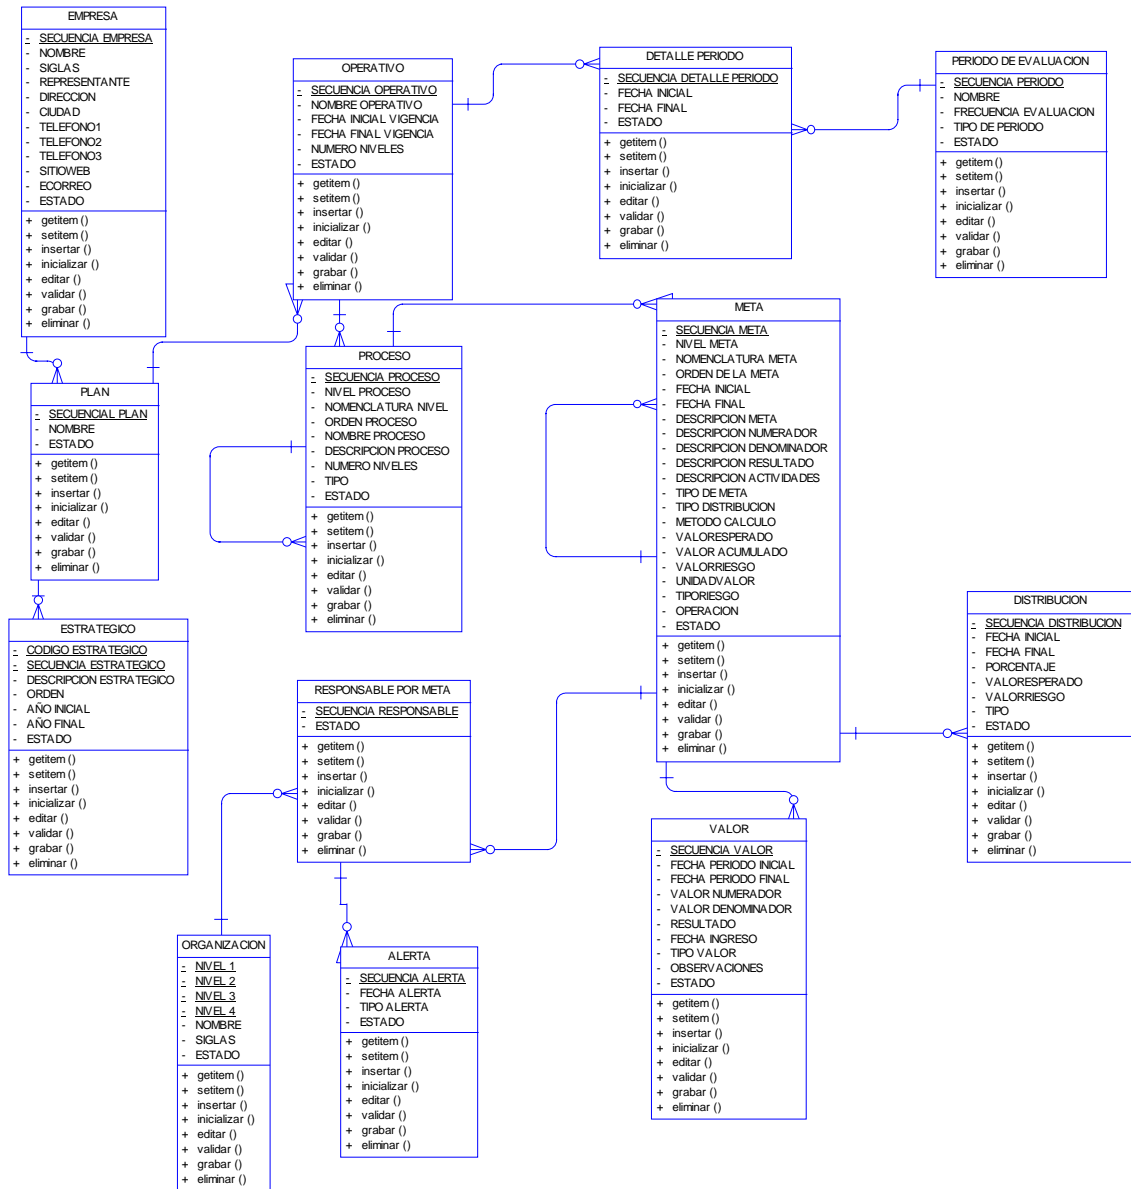 EMPRESA
- SECUENCIA EMPRESA
- NOMBRE
- SIGLAS
- REPRESENTANTE
- DIRECCION
- CIUDAD
- TELEFONO1
- TELEFONO2
- TELEFONO3
- SITIOWEB
- ECORREO
- ESTADO
+ getitem ()
+ setitem ()
+ insertar ()
+ inicializar ()
+ editar ()
+ validar ()
+ grabar ()
+ eliminar ()
OPERATIVO
- SECUENCIA OPERATIVO
- NOMBRE OPERATIVO
- FECHA INICIAL VIGENCIA
- FECHA FINAL VIGENCIA
- NUMERO NIVELES
- ESTADO
+ getitem ()
+ setitem ()
+ insertar ()
+ inicializar ()
+ editar ()
+ validar ()
+ grabar ()
+ eliminar ()
DETALLE PERIODO
- SECUENCIA DETALLE PERIODO
- FECHA INICIAL
- FECHA FINAL
- ESTADO
+ getitem ()
+ setitem ()
+ insertar ()
+ inicializar ()
+ editar ()
+ validar ()
+ grabar ()
+ eliminar ()
PERIODO DE EVALUACION
- SECUENCIA PERIODO
- NOMBRE
- FRECUENCIA EVALUACION
- TIPO DE PERIODO
- ESTADO
+ getitem ()
+ setitem ()
+ insertar ()
+ inicializar ()
+ editar ()
+ validar ()
+ grabar ()
+ eliminar ()
PLAN
- SECUENCIAL PLAN
- NOMBRE
- ESTADO
+ getitem ()
+ setitem ()
+ insertar ()
+ inicializar ()
+ editar ()
+ validar ()
+ grabar ()
+ eliminar ()
PROCESO
- SECUENCIA PROCESO
- NIVEL PROCESO
- NOMENCLATURA NIVEL
- ORDEN PROCESO
- NOMBRE PROCESO
- DESCRIPCION PROCESO
- NUMERO NIVELES
- TIPO
- ESTADO
+ getitem ()
+ setitem ()
+ insertar ()
+ inicializar ()
+ editar ()
+ validar ()
+ grabar ()
+ eliminar ()
META
- SECUENCIA META
- NIVEL META
- NOMENCLATURA META
- ORDEN DE LA META
- FECHA INICIAL
- FECHA FINAL
- DESCRIPCION META
- DESCRIPCION NUMERADOR
- DESCRIPCION DENOMINADOR
- DESCRIPCION RESULTADO
- DESCRIPCION ACTIVIDADES
- TIPO DE META
- TIPO DISTRIBUCION
- METODO CALCULO
- VALORESPERADO
- VALOR ACUMULADO
- VALORRIESGO
- UNIDADVALOR
- TIPORIESGO
- OPERACION
- ESTADO
+ getitem ()
+ setitem ()
+ insertar ()
+ inicializar ()
+ editar ()
+ validar ()
+ grabar ()
+ eliminar ()
ESTRATEGICO
- CODIGO ESTRATEGICO
- SECUENCIA ESTRATEGICO
- DESCRIPCION ESTRATEGICO
- ORDEN
- AÑO INICIAL
- AÑO FINAL
- ESTADO
+ getitem ()
+ setitem ()
+ insertar ()
+ inicializar ()
+ editar ()
+ validar ()
+ grabar ()
+ eliminar ()
RESPONSABLE POR META
- SECUENCIA RESPONSABLE
- ESTADO
+ getitem ()
+ setitem ()
+ insertar ()
+ inicializar ()
+ editar ()
+ validar ()
+ grabar ()
+ eliminar ()
DISTRIBUCION
- SECUENCIA DISTRIBUCION
- FECHA INICIAL
- FECHA FINAL
- PORCENTAJE
- VALORESPERADO
- VALORRIESGO
- TIPO
- ESTADO
+ getitem ()
+ setitem ()
+ insertar ()
+ inicializar ()
+ editar ()
+ validar ()
+ grabar ()
+ eliminar ()
ORGANIZACION
- NIVEL 1
- NIVEL 2
- NIVEL 3
- NIVEL 4
- NOMBRE
- SIGLAS
- ESTADO
+ getitem ()
+ setitem ()
+ insertar ()
+ inicializar ()
+ editar ()
+ validar ()
+ grabar ()
+ eliminar ()
ALERTA
- SECUENCIA ALERTA
- FECHA ALERTA
- TIPO ALERTA
- ESTADO
+ getitem ()
+ setitem ()
+ insertar ()
+ inicializar ()
+ editar ()
+ validar ()
+ grabar ()
+ eliminar ()
VALOR
- SECUENCIA VALOR
- FECHA PERIODO INICIAL
- FECHA PERIODO FINAL
- VALOR NUMERADOR
- VALOR DENOMINADOR
- RESULTADO
- FECHA INGRESO
- TIPO VALOR
- OBSERVACIONES
- ESTADO
+ getitem ()
+ setitem ()
+ insertar ()
+ inicializar ()
+ editar ()
+ validar ()
+ grabar ()
+ eliminar ()